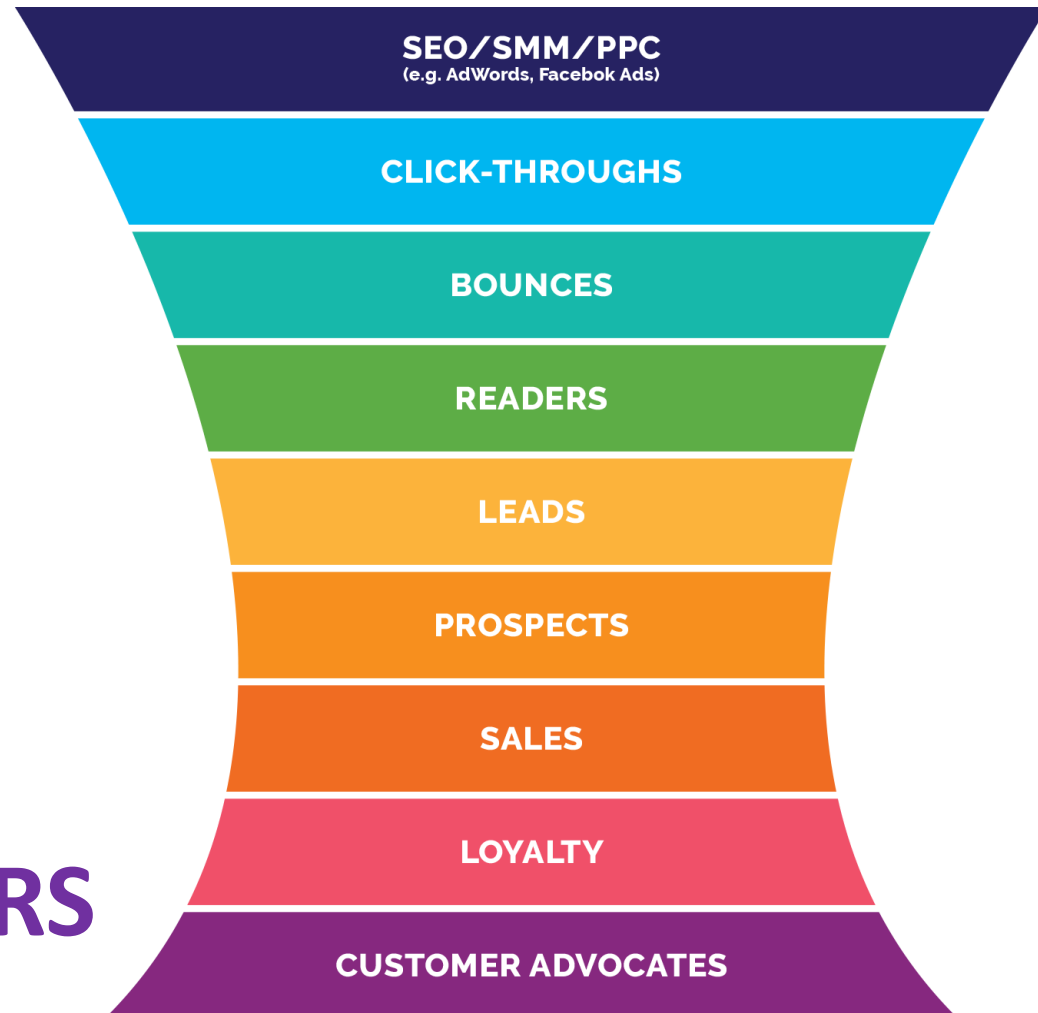 SEO/SMM/PPC
(e.g. AdWords, Facebok Ads)
CLICK-THROUGHS
BOUNCES
READERS
LEADS
PROSPECTS
SALES
LOYALTY
RS
CUSTOMER ADVOCATES